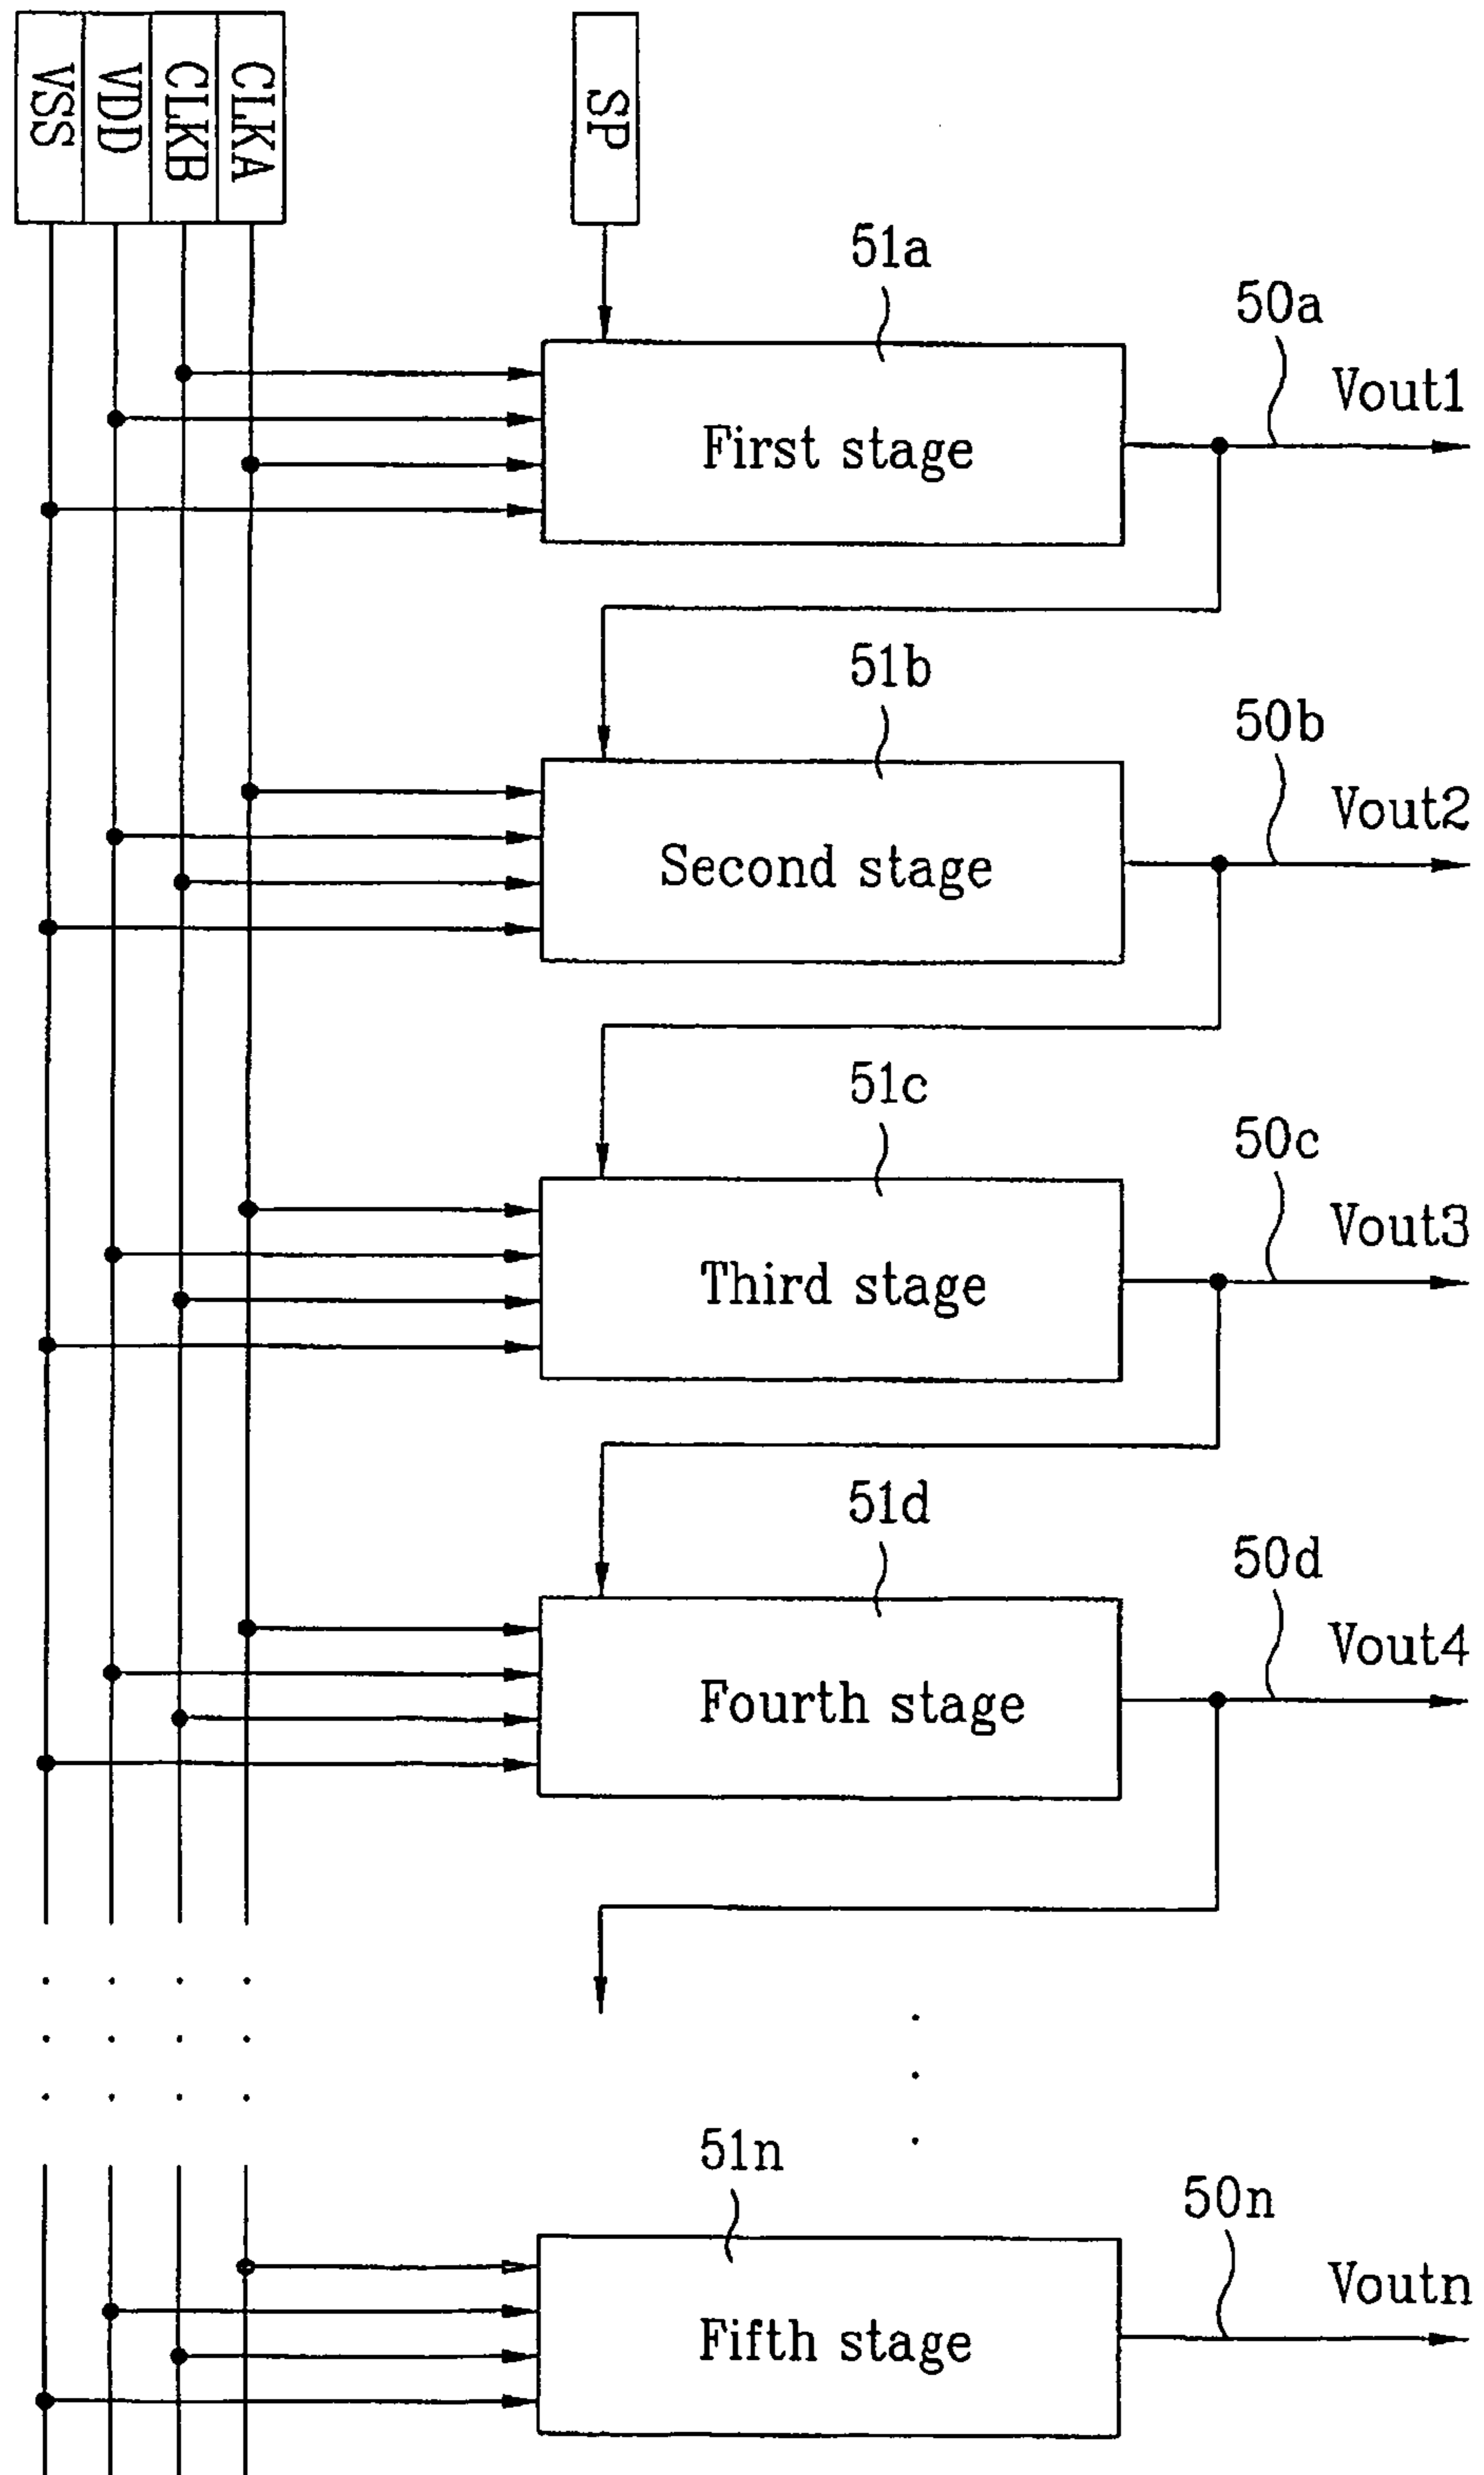 VSS
VDD
CLKB
CLKA
SP
51a
50a
Vout1
First stage
51b
50b
Vout2
Second stage
51c
50c
Vout3
Third stage
51d
50d
Vout4
Fourth stage
51n
50n
Voutn
Fifth stage